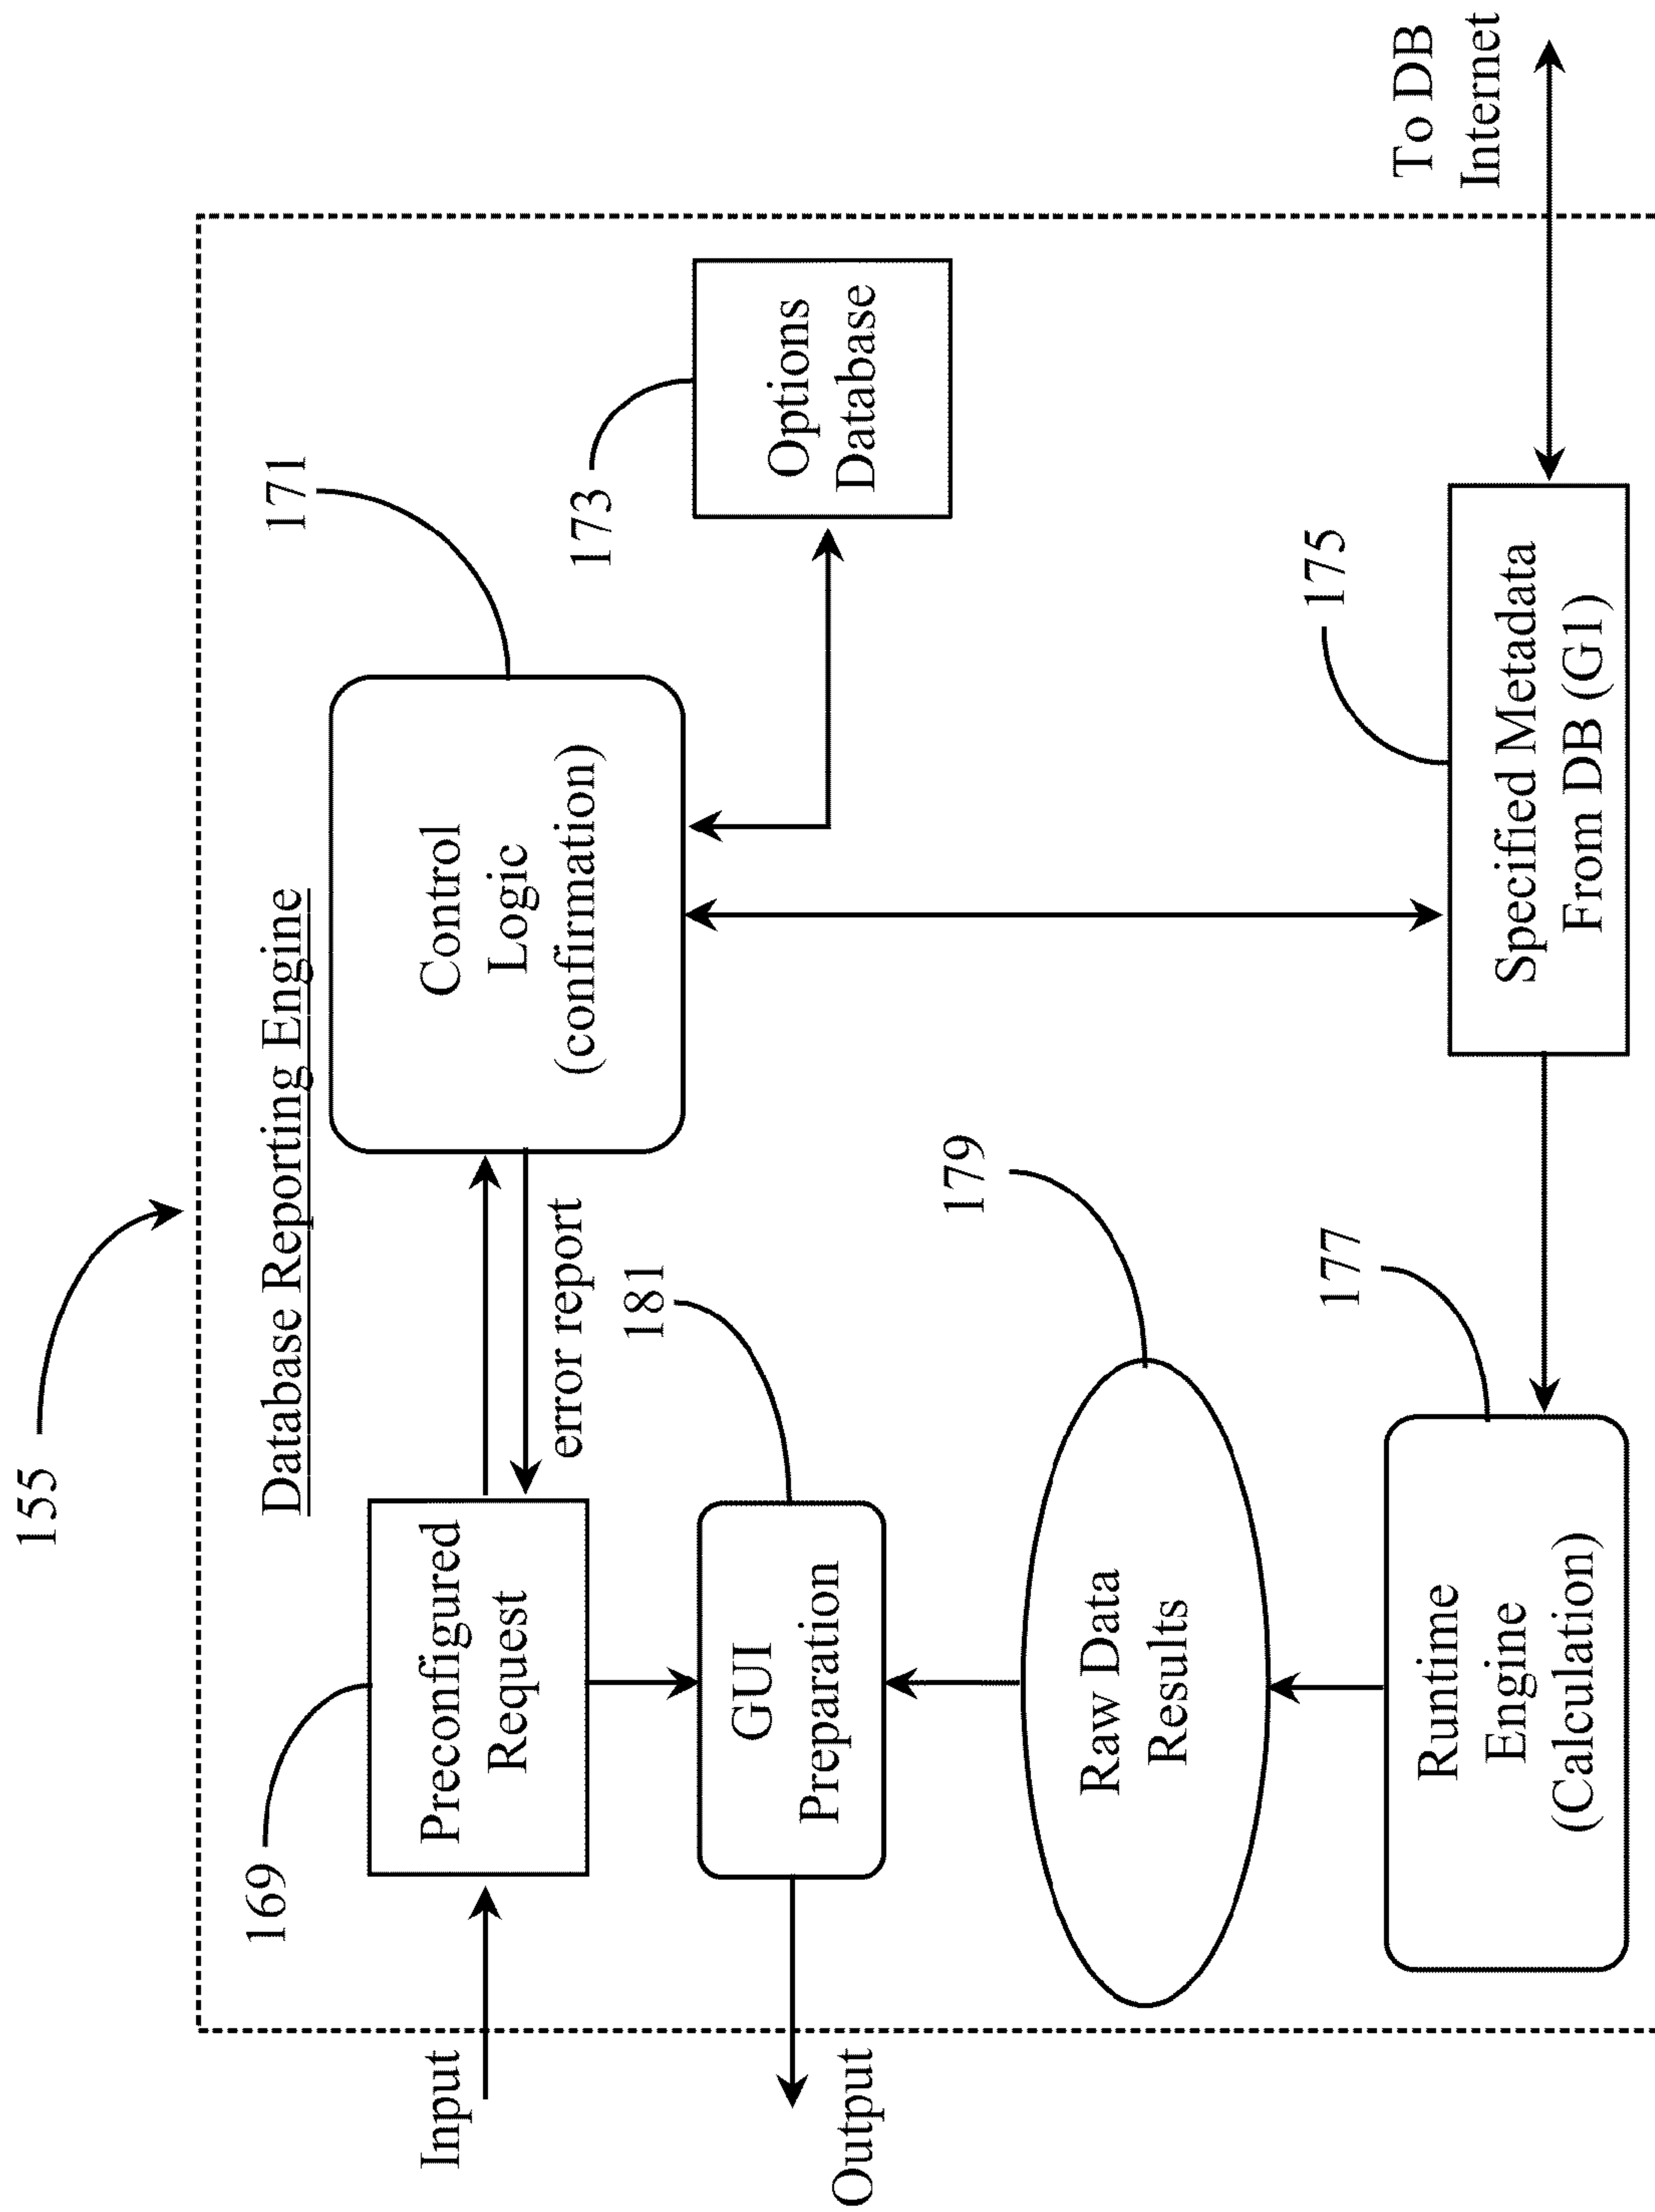 155
Database Reporting Engine
Input
169
Preconfigured
Request
error report
171
Control
Logic
(confirmation)
173
Options
Database
181
GUI
Preparation
Output
179
Raw Data
Results
177
Runtime
Engine
(Calculation)
175
Specified Metadata
From DB (G1)
To DB
Internet